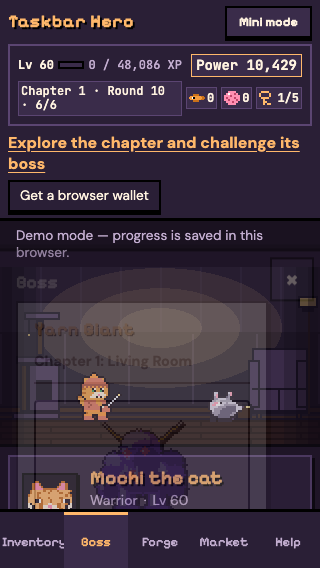 Taskbar Hero
Mini mode
Lv 60 0 / 48,086 XP
Power 10,429
Chapter 1 · Round 10
· 6/6
0 0 1/5
Explore the chapter and challenge its
boss
Get a browser wallet
Demo mode — progress is saved in this
browser.
Boss
Yarn Giant
Chapter 1: Living Room
Mochi the cat
Warrior · Lv 60
Inventory
Boss
Forge
Market
Help